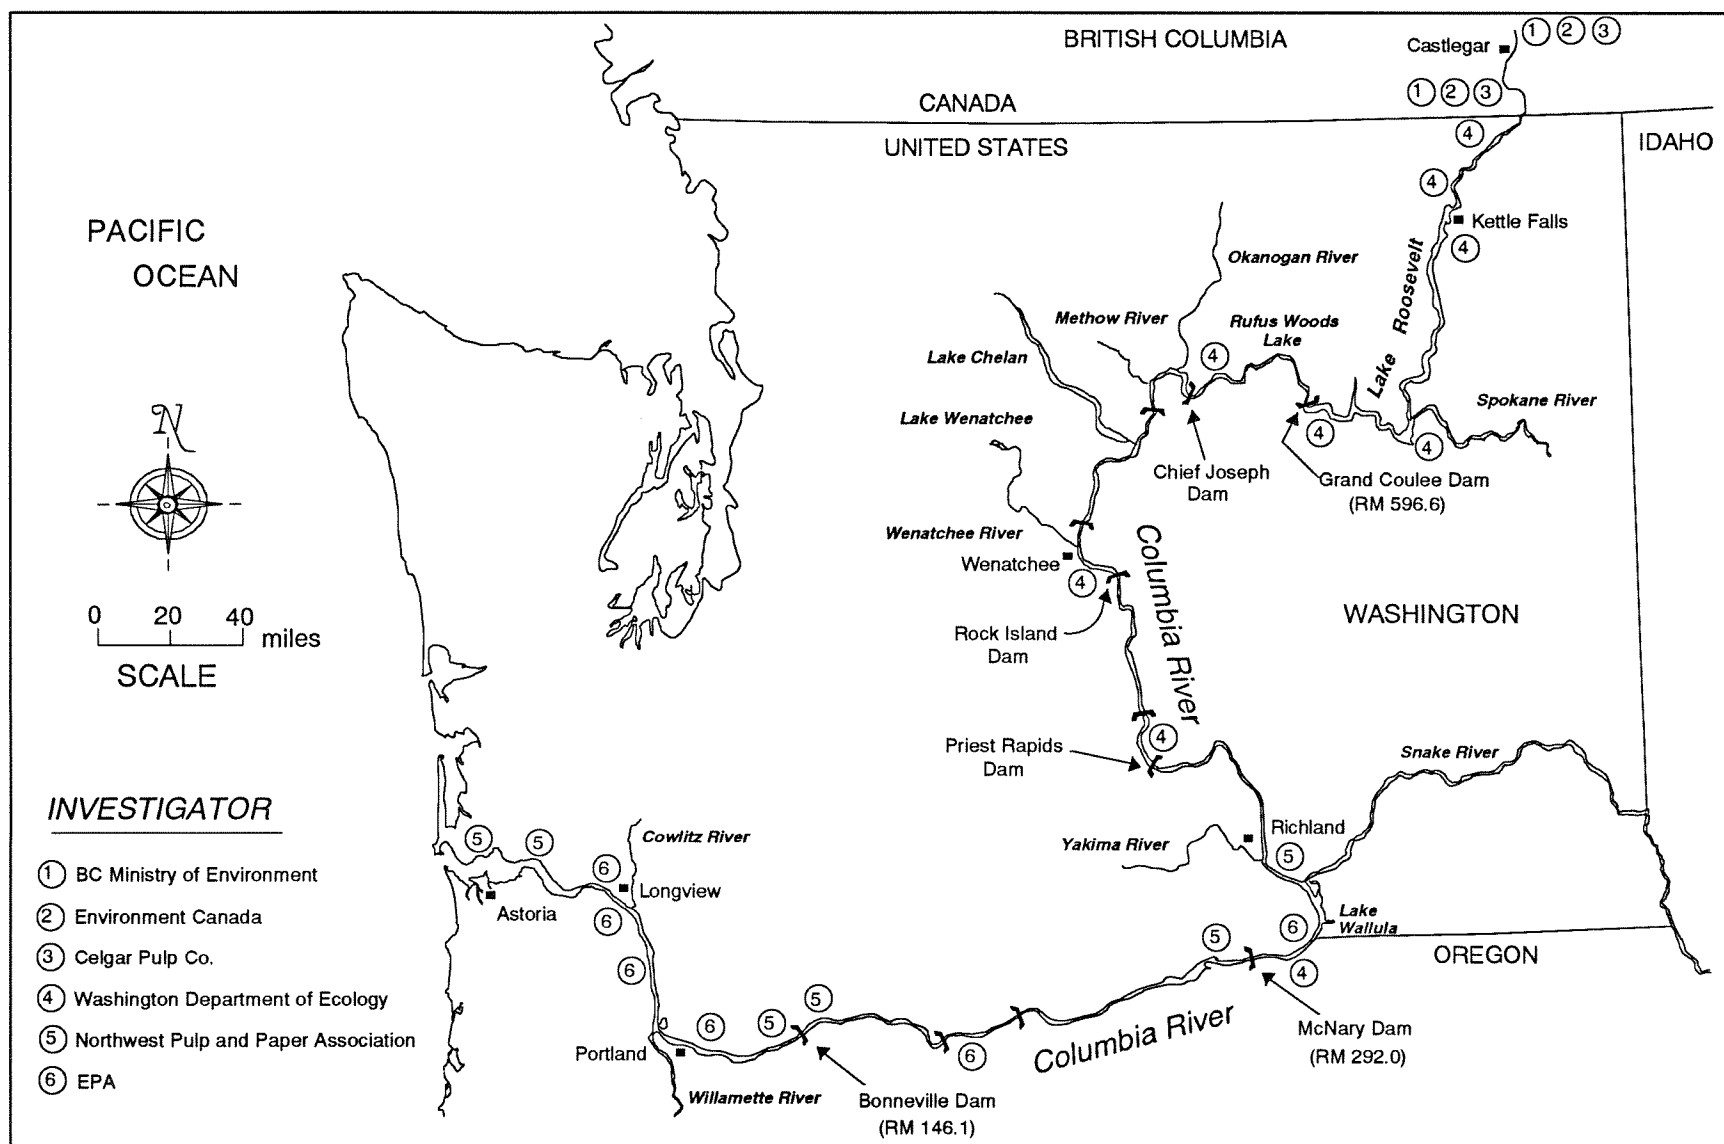 BRITISH COLUMBIA
Castlegar
1 2 3
1 2 3
CANADA
UNITED STATES
IDAHO
4
4
Kettle Falls
4
PACIFIC
OCEAN
Okanogan River
Lake Roosevelt
Methow River
Rufus Woods
Lake
Lake Chelan
4
Spokane River
Lake Wenatchee
4
4
N
Chief Joseph
Dam
Grand Coulee Dam
(RM 596.6)
Wenatchee River
Wenatchee
4
Columbia River
0 20 40
miles
SCALE
WASHINGTON
Rock Island
Dam
4
Priest Rapids
Dam
Snake River
INVESTIGATOR
1 BC Ministry of Environment
2 Environment Canada
3 Celgar Pulp Co.
4 Washington Department of Ecology
5 Northwest Pulp and Paper Association
6 EPA
5
5
6
Cowlitz River
Longview
Astoria
6
6
Yakima River
Richland
5
Lake
Wallula
6
5
4
OREGON
6
5
5
6
Columbia River
McNary Dam
(RM 292.0)
Portland
Willamette River
Bonneville Dam
(RM 146.1)